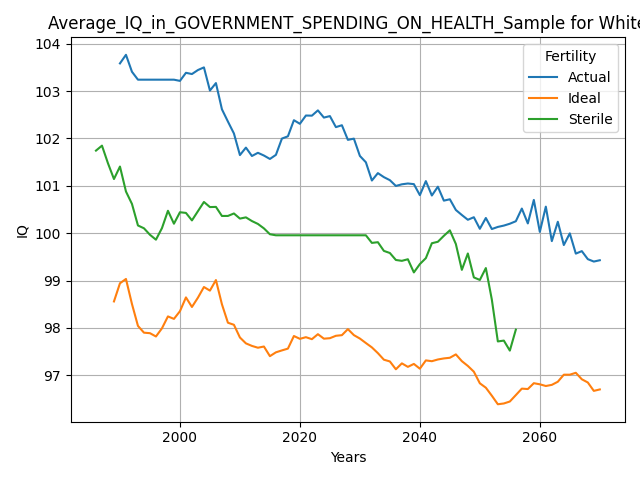 Average_IQ_in_GOVERNMENT_SPENDING_ON_HEALTH_Sample for White
Fertility
Actual
Ideal
Sterile
104
103
102
101
100
99
98
97
IQ
2000 2020 2040 2060
Years